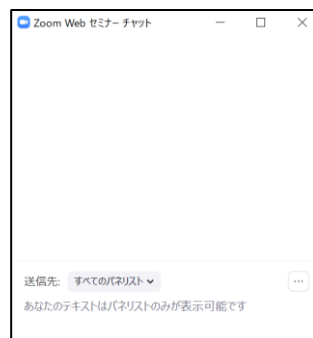 Zoom Web セミナー チャット
送信先: すべてのパネリスト
あなたのテキストはパネリストのみが表示可能です